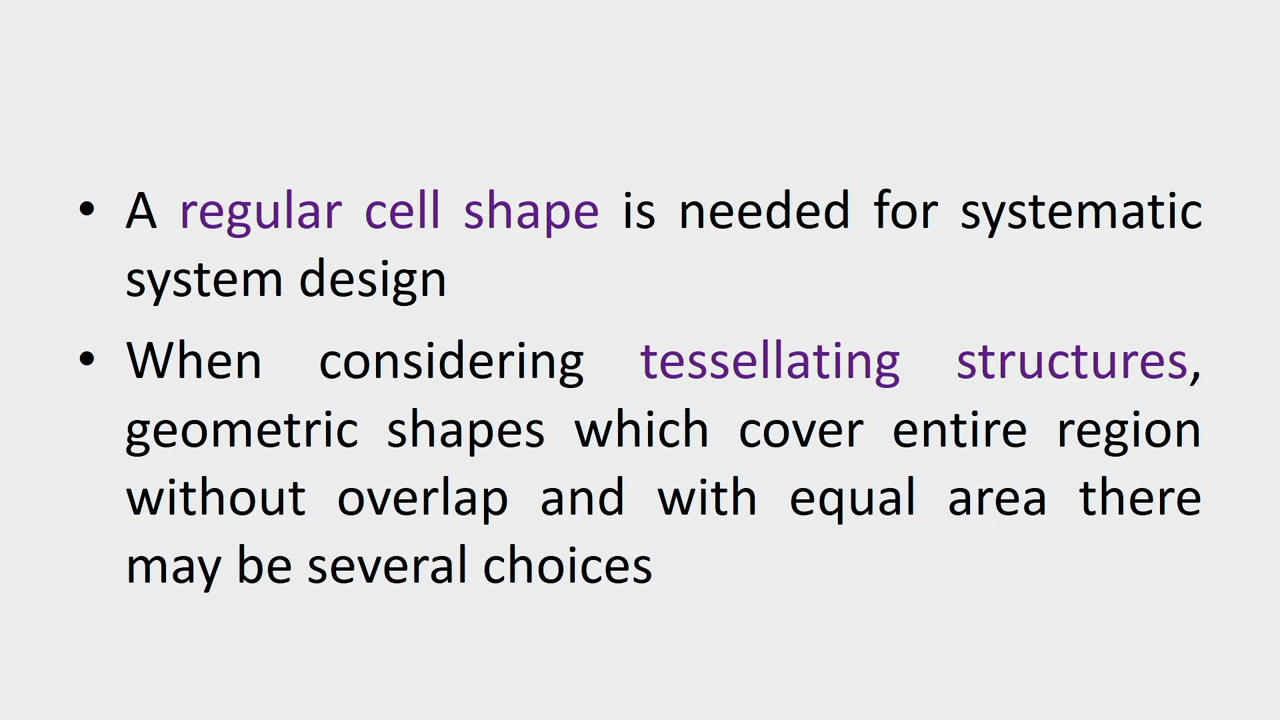 • A regular cell shape is needed for systematic
system design
• When considering tessellating structures,
geometric shapes which cover entire region
without overlap and with equal area there
may be several choices